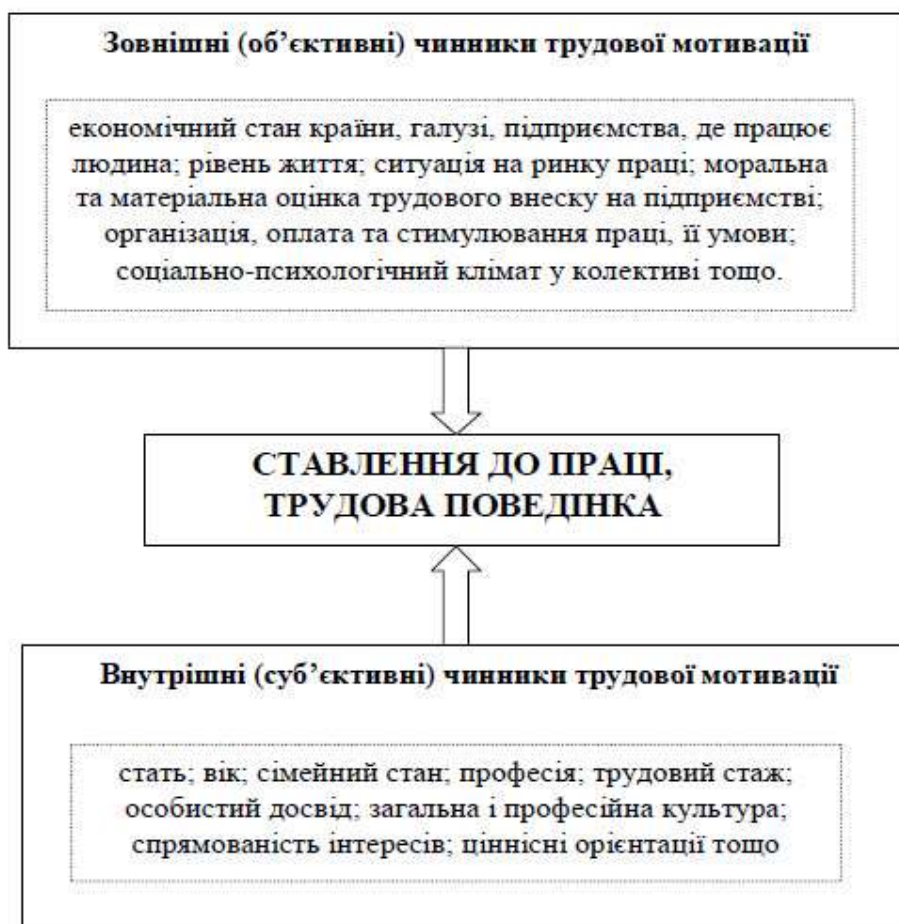 Зовнішні (об’єктивні) чинники трудової мотивації
економічний стан країни, галузі, підприємства, де працює
людина; рівень життя; ситуація на ринку праці; моральна
та матеріальна оцінка трудового внеску на підприємстві;
організація, оплата та стимулювання праці, її умови;
соціально-психологічний клімат у колективі тощо.
СТАВЛЕННЯ ДО ПРАЦІ,
ТРУДОВА ПОВЕДІНКА
Внутрішні (суб’єктивні) чинники трудової мотивації
стать; вік; сімейний стан; професія; трудовий стаж;
особистий досвід; загальна і професійна культура;
спрямованість інтересів; ціннісні орієнтації тощо